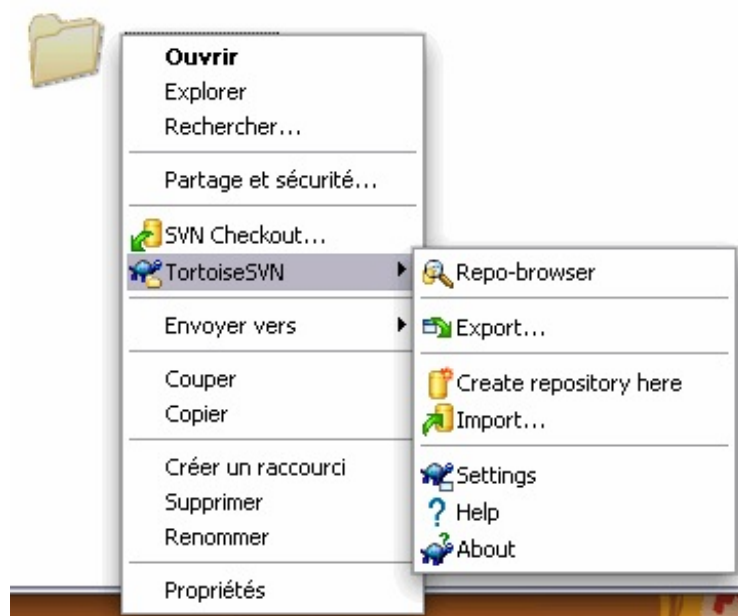 Ouvrir
Explorer
Rechercher...
Partage et sécurité...
SVN Checkout...
TortoiseSVN
Envoyer vers
Couper
Copier
Créer un raccourci
Supprimer
Renommer
Propriétés
Repo-browser
Export...
Create repository here
Import...
Settings
Help
About